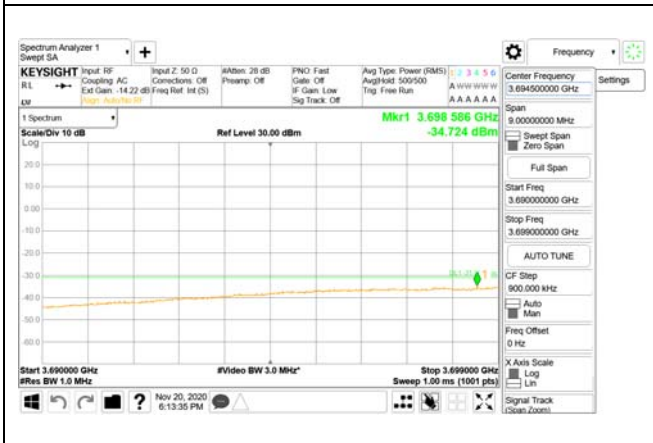 Spectrum Analyzer 1
Swept SA
+
Frequency
KEYSIGHT
RL
Input: RF
Coupling: AC
Ext Gain: -14.22 dB
Align: Auto/No RF
Input Z: 50 Ω
Corrections: Off
Freq Ref: Int (S)
#Atten: 28 dB
Preamp: Off
PNO: Fast
Gate: Off
IF Gain: Low
Sig Track: Off
Avg Type: Power (RMS)
Avg|Hold: 500/500
Trig: Free Run
1 2 3 4 5 6
A W W W W W
A A A A A A
1 Spectrum
Scale/Div 10 dB
Log
Ref Level 30.00 dBm
Mkr1 3.698 586 GHz
-34.724 dBm
20.0
10.0
0.00
-10.0
-20.0
-30.0
-40.0
-50.0
-60.0
1
Start 3.690000 GHz
#Res BW 1.0 MHz
#Video BW 3.0 MHz*
Stop 3.699000 GHz
Sweep 1.00 ms (1001 pts)
?
Nov 20, 2020
6:13:35 PM
Center Frequency
3.694500000 GHz
Settings
Span
9.00000000 MHz
Swept Span
Zero Span
Full Span
Start Freq
3.690000000 GHz
Stop Freq
3.699000000 GHz
AUTO TUNE
CF Step
900.000 kHz
Auto
Man
Freq Offset
0 Hz
X Axis Scale
Log
Lin
Signal Track
(Span Zoom)